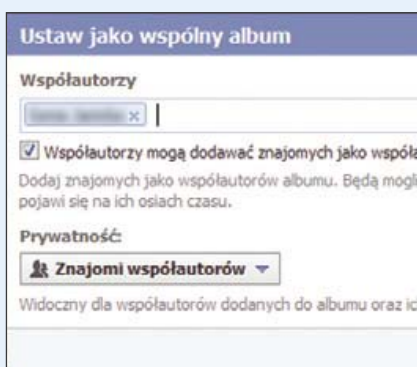 Ustaw jako wspólny album
Współautorzy
Współautorzy mogą dodawać znajomych jako współa
Dodaj znajomych jako współautorów albumu. Będą mogli
pojawi się na ich osiach czasu.
Prywatność:
Znajomi współautorów
Widoczny dla współautorów dodanych do albumu oraz ic